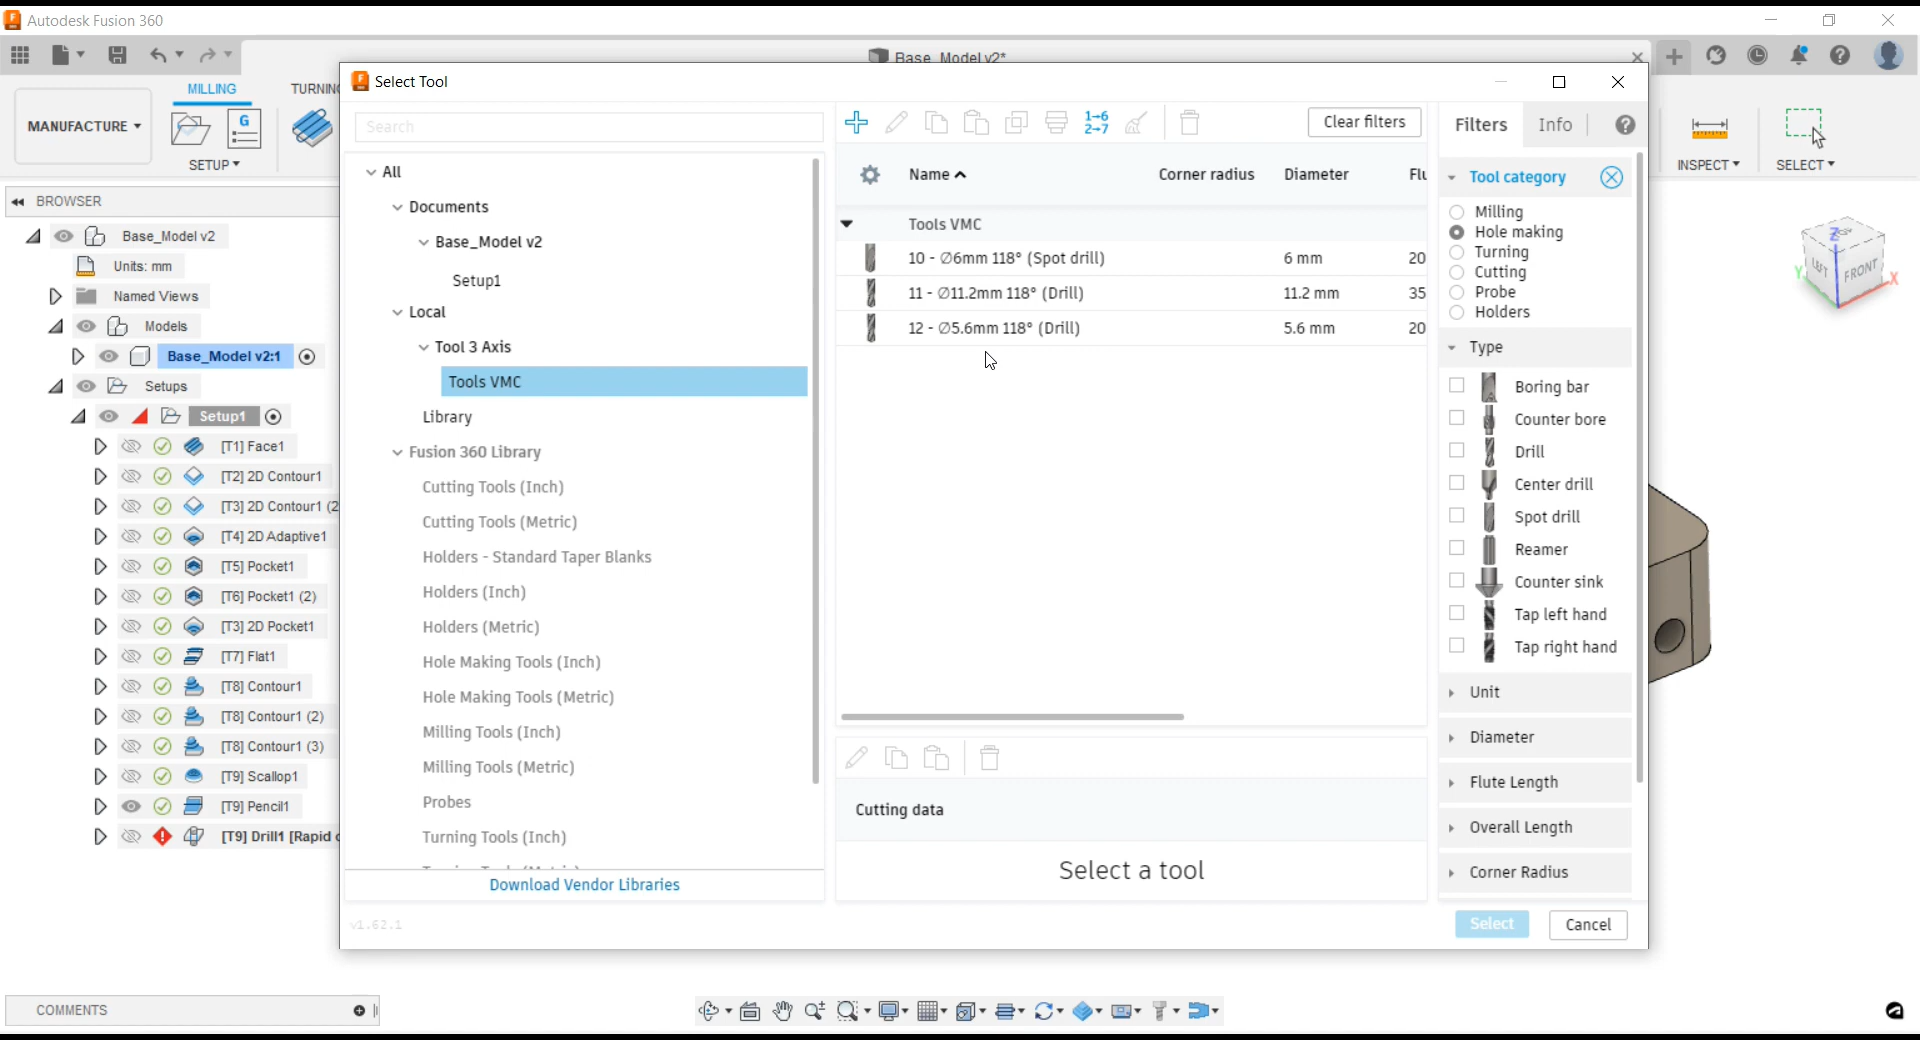 Autodesk Fusion 360
Base_Model v2*
MANUFACTURE
MILLING
TURNING
SETUP
INSPECT
SELECT
BROWSER
Base_Model v2
Units: mm
Named Views
Models
Base_Model v2:1
Setups
Setup1
[T1] Face1
[T2] 2D Contour1
[T3] 2D Contour1 (2
[T4] 2D Adaptive1
[T5] Pocket1
[T6] Pocket1 (2)
[T3] 2D Pocket1
[T7] Flat1
[T8] Contour1
[T8] Contour1 (2)
[T8] Contour1 (3)
[T9] Scallop1
[T9] Pencil1
[T9] Drill1 [Rapid
COMMENTS
Select Tool
Search
All
Documents
Base_Model v2
Setup1
Local
Tool 3 Axis
Tools VMC
Library
Fusion 360 Library
Cutting Tools (Inch)
Cutting Tools (Metric)
Holders - Standard Taper Blanks
Holders (Inch)
Holders (Metric)
Hole Making Tools (Inch)
Hole Making Tools (Metric)
Milling Tools (Inch)
Milling Tools (Metric)
Probes
Turning Tools (Inch)
Download Vendor Libraries
v1.62.1
1→6
2→7
Clear filters
Name Corner radius Diameter Flu
Tools VMC
10 - ∅6mm 118° (Spot drill) 6 mm 20
11 - ∅11.2mm 118° (Drill) 11.2 mm 35
12 - ∅5.6mm 118° (Drill) 5.6 mm 20
Cutting data
Select a tool
Filters Info
Tool category
Milling
Hole making
Turning
Cutting
Probe
Holders
Type
Boring bar
Counter bore
Drill
Center drill
Spot drill
Reamer
Counter sink
Tap left hand
Tap right hand
Unit
Diameter
Flute Length
Overall Length
Corner Radius
Select Cancel
Z
LEFT FRONT
Y X